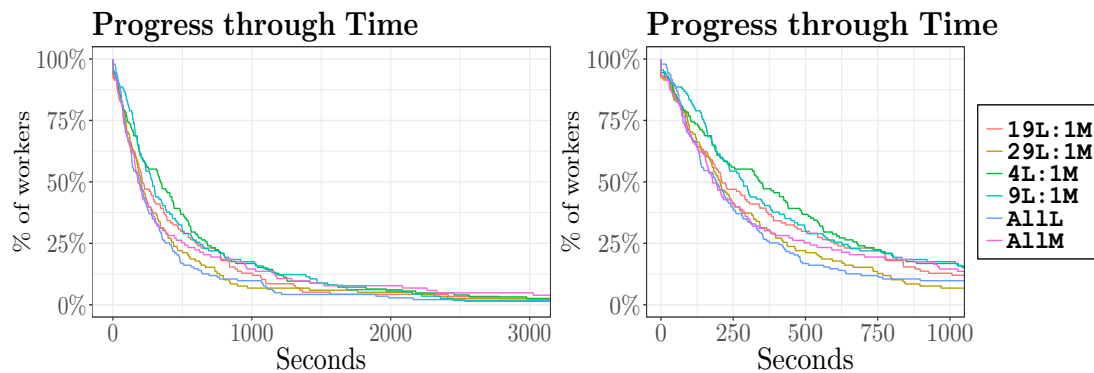 Progress through Time
% of workers
100%
75%
50%
25%
0%
0
1000
2000
3000
Seconds
Progress through Time
% of workers
100%
75%
50%
25%
0%
0
250
500
750
1000
Seconds
19L:1M
29L:1M
4L:1M
9L:1M
AllL
AllM